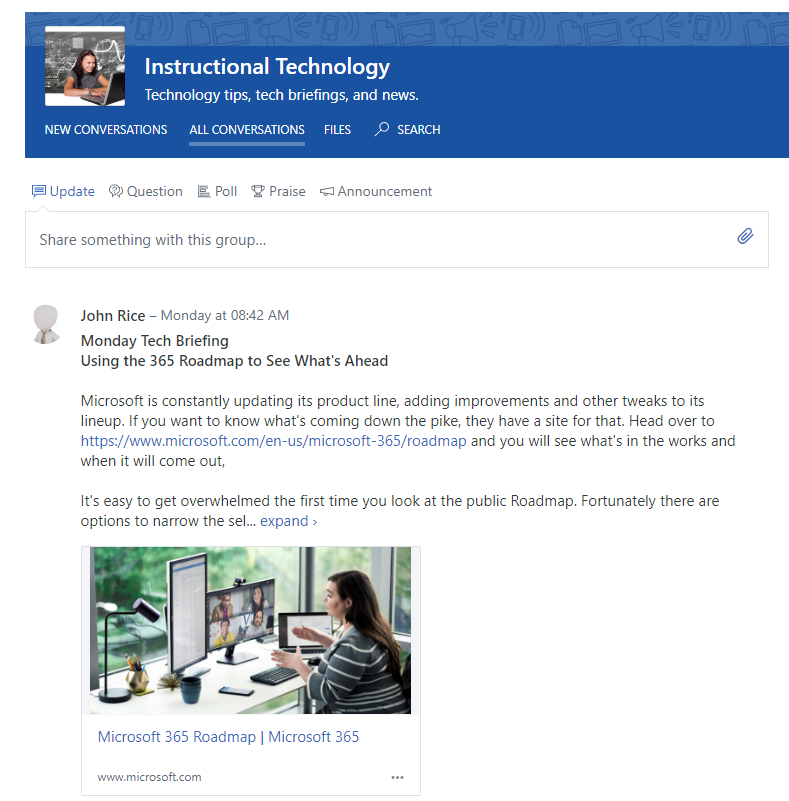 Instructional Technology
Technology tips, tech briefings, and news.
NEW CONVERSATIONS ALL CONVERSATIONS FILES SEARCH
Update Question Poll Praise Announcement
Share something with this group...
John Rice – Monday at 08:42 AM
Monday Tech Briefing
Using the 365 Roadmap to See What's Ahead
Microsoft is constantly updating its product line, adding improvements and other tweaks to its
lineup. If you want to know what's coming down the pike, they have a site for that. Head over to
https://www.microsoft.com/en-us/microsoft-365/roadmap and you will see what's in the works and
when it will come out,
It's easy to get overwhelmed the first time you look at the public Roadmap. Fortunately there are
options to narrow the sel... expand ›
Microsoft 365 Roadmap | Microsoft 365
www.microsoft.com